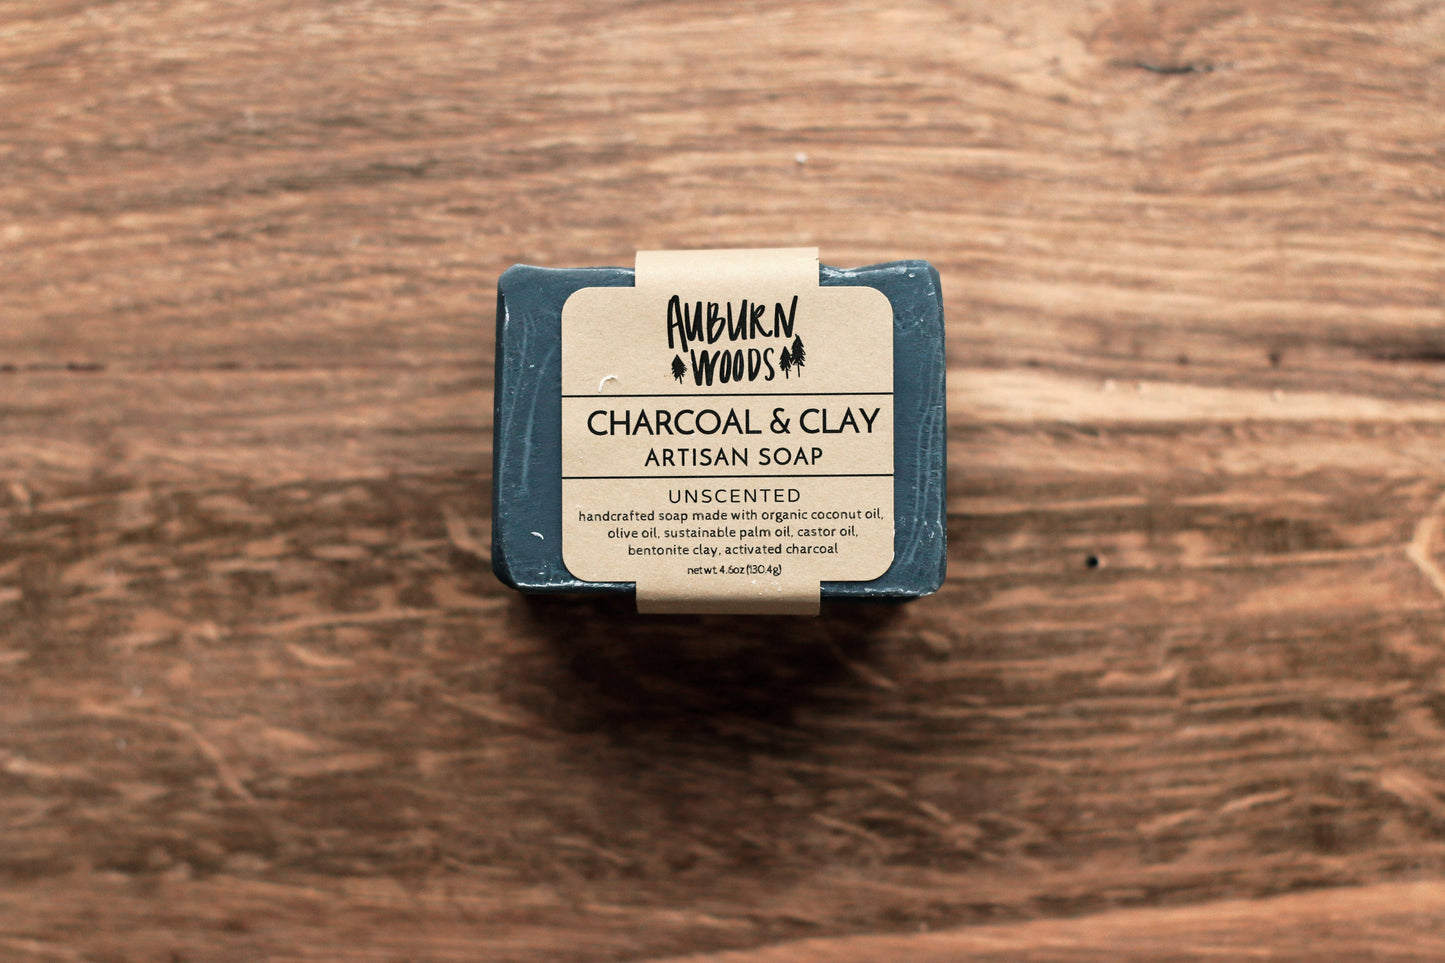 AUBURN
WOODS
CHARCOAL & CLAY
ARTISAN SOAP
UNSCENTED
handcrafted soap made with organic coconut oil,
olive oil, sustainable palm oil, castor oil,
bentonite clay, activated charcoal
net wt. 4.6oz (130.4g)